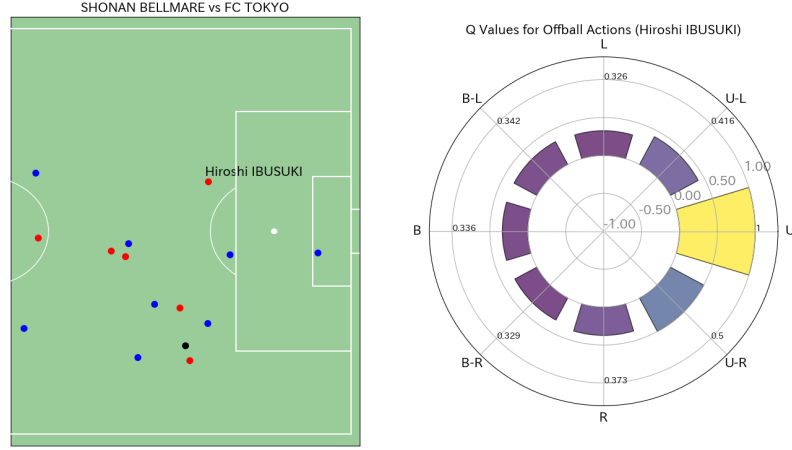 SHONAN BELLMARE vs FC TOKYO
Hiroshi IBUSUKI
Q Values for Offball Actions (Hiroshi IBUSUKI)
L
0.326
B-L
0.342
U-L
0.416
1.00
0.50
0.00
-0.50
-1.00
B
0.336
1
U
B-R
0.329
U-R
0.5
0.373
R